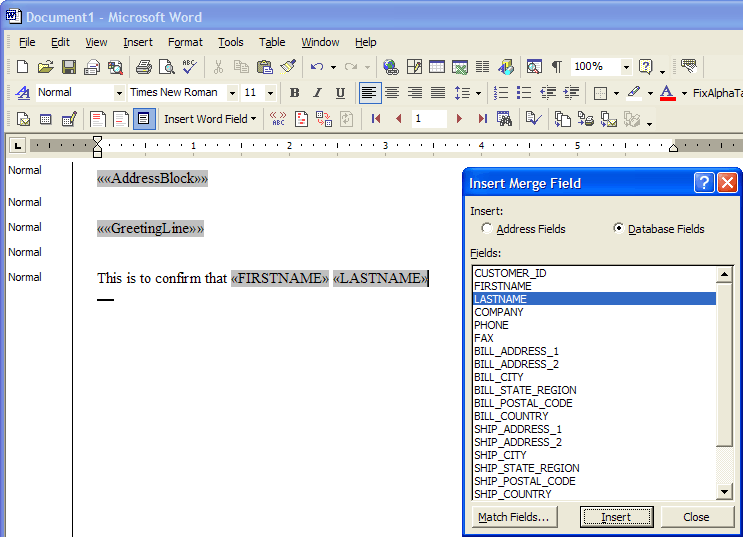 Document1 - Microsoft Word
File Edit View Insert Format Tools Table Window Help
ABC 100%
Normal Times New Roman 11 B I U FixAlphaTa
Insert Word Field ABC 1
L 1 2 3 4 5
Normal ««AddressBlock»»
Normal
Normal ««GreetingLine»»
Normal
Normal This is to confirm that «FIRSTNAME» «LASTNAME»
Insert Merge Field
Insert:
Address Fields Database Fields
Fields:
CUSTOMER_ID
FIRSTNAME
LASTNAME
COMPANY
PHONE
FAX
BILL_ADDRESS_1
BILL_ADDRESS_2
BILL_CITY
BILL_STATE_REGION
BILL_POSTAL_CODE
BILL_COUNTRY
SHIP_ADDRESS_1
SHIP_ADDRESS_2
SHIP_CITY
SHIP_STATE_REGION
SHIP_POSTAL_CODE
SHIP_COUNTRY
Match Fields... Insert Close